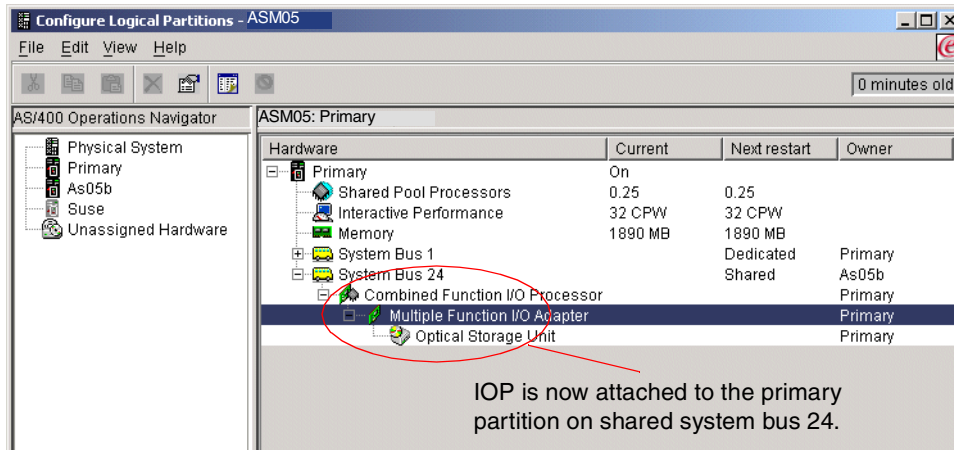 Configure Logical Partitions - ASM05
File Edit View Help
0 minutes old
AS/400 Operations Navigator
ASM05: Primary
Physical System
Primary
As05b
Suse
Unassigned Hardware
Hardware Current Next restart Owner
Primary On
Shared Pool Processors 0.25 0.25
Interactive Performance 32 CPW 32 CPW
Memory 1890 MB 1890 MB
System Bus 1 Dedicated Primary
System Bus 24 Shared As05b
Combined Function I/O Processor Primary
Multiple Function I/O Adapter Primary
Optical Storage Unit Primary
IOP is now attached to the primary
partition on shared system bus 24.